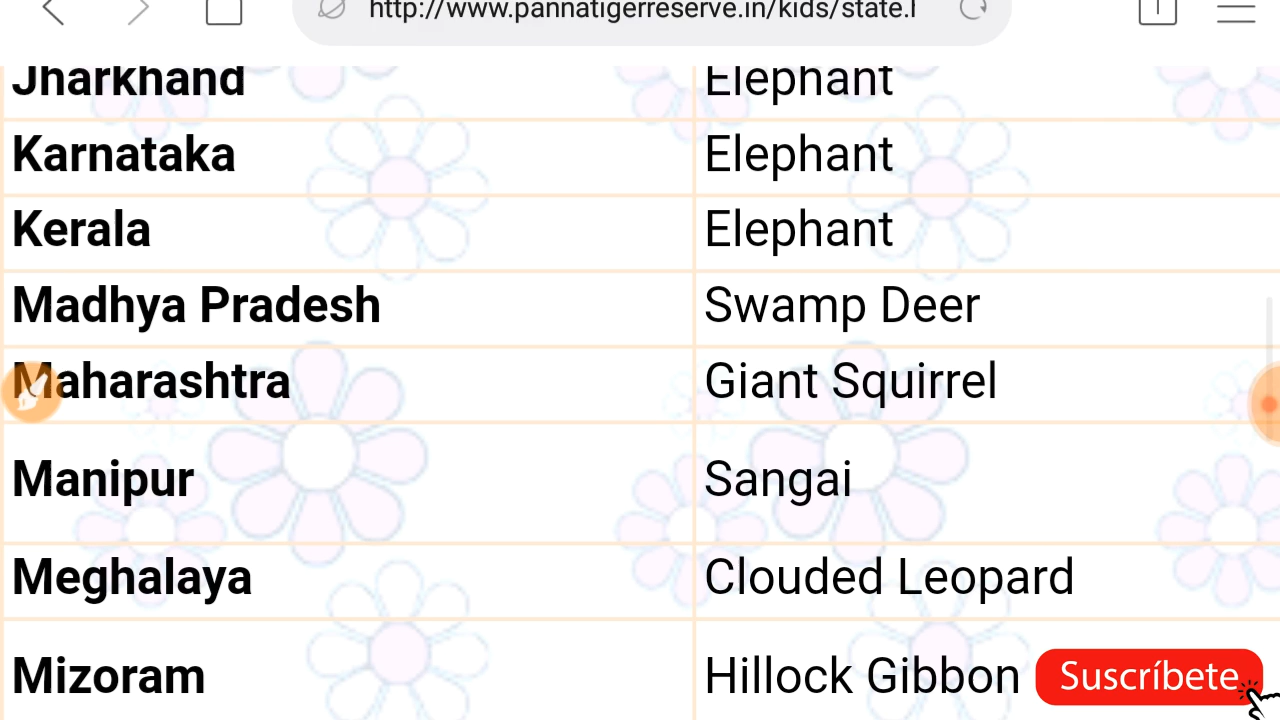 http://www.pannatigerreserve.in/kids/state.h
Jharkhand Elephant
Karnataka Elephant
Kerala Elephant
Madhya Pradesh Swamp Deer
Maharashtra Giant Squirrel
Manipur Sangai
Meghalaya Clouded Leopard
Mizoram Hillock Gibbon
Suscríbete